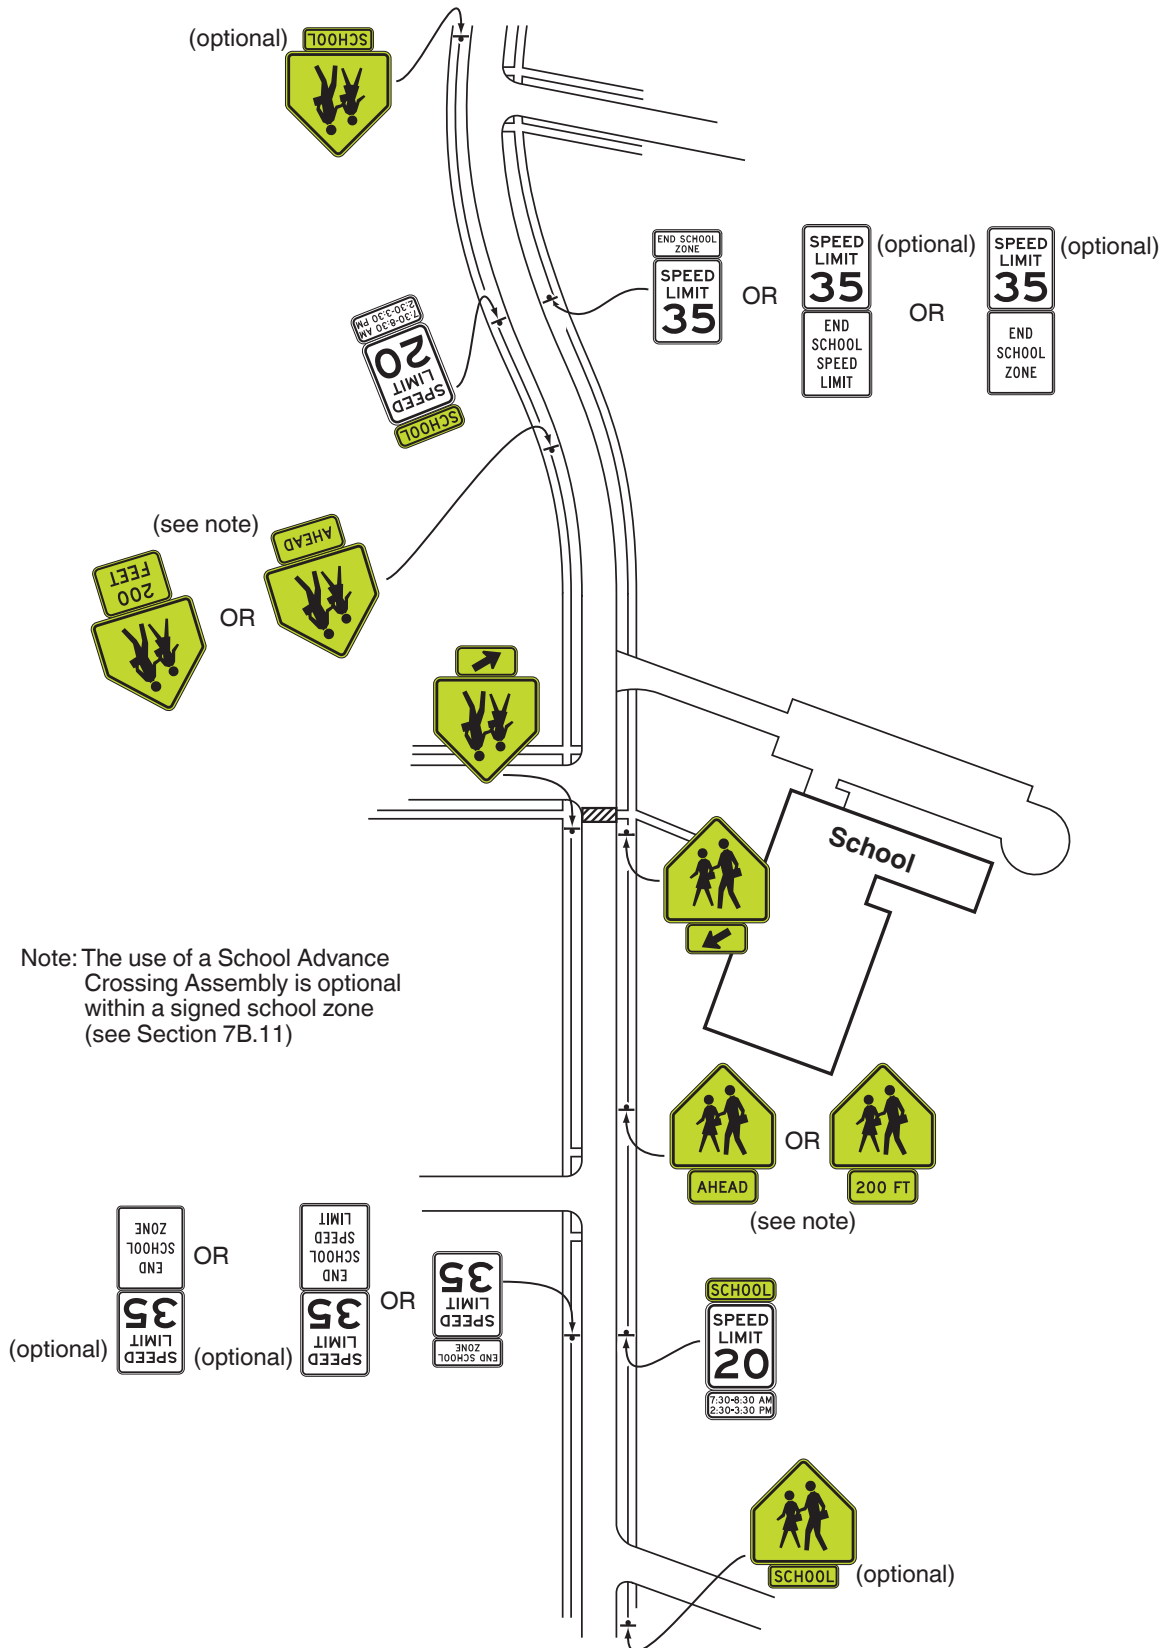 (optional)
SCHOOL
END SCHOOL
ZONE
SPEED
LIMIT
35
OR
SPEED
LIMIT
35
(optional)
END
SCHOOL
SPEED
LIMIT
OR
SPEED
LIMIT
35
(optional)
END
SCHOOL
ZONE
SCHOOL
SPEED
LIMIT
20
7:30-8:30 AM
2:30-3:30 PM
(see note)
200
FEET
OR
AHEAD
School
Note: The use of a School Advance
Crossing Assembly is optional
within a signed school zone
(see Section 7B.11)
AHEAD
OR
200 FT
(see note)
SPEED
LIMIT
35
END
SCHOOL
ZONE
(optional)
OR
SPEED
LIMIT
35
END
SCHOOL
SPEED
LIMIT
(optional)
OR
END SCHOOL
ZONE
SPEED
LIMIT
35
SCHOOL
SPEED
LIMIT
20
7:30-8:30 AM
2:30-3:30 PM
SCHOOL
(optional)